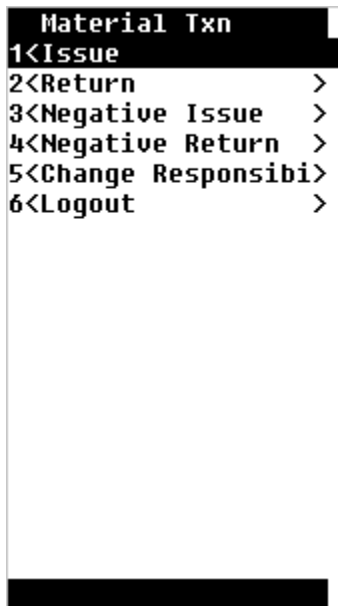 Material Txn
1<Issue
2<Return >
3<Negative Issue >
4<Negative Return >
5<Change Responsibi>
6<Logout >